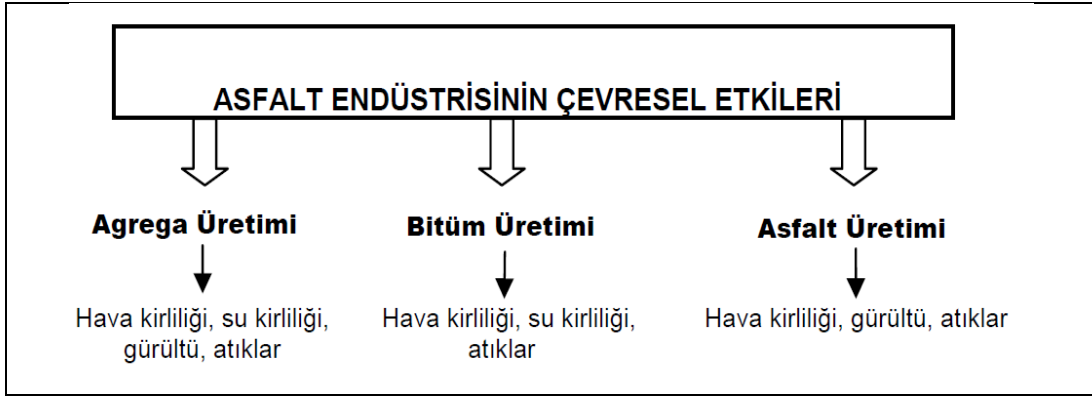 ASFALT ENDÜSTRİSİNİN ÇEVRESEL ETKİLERİ
Agrega Üretimi
Hava kirliliği, su kirliliği,
gürültü, atıklar
Bitüm Üretimi
Hava kirliliği, su kirliliği,
atıklar
Asfalt Üretimi
Hava kirliliği, gürültü, atıklar